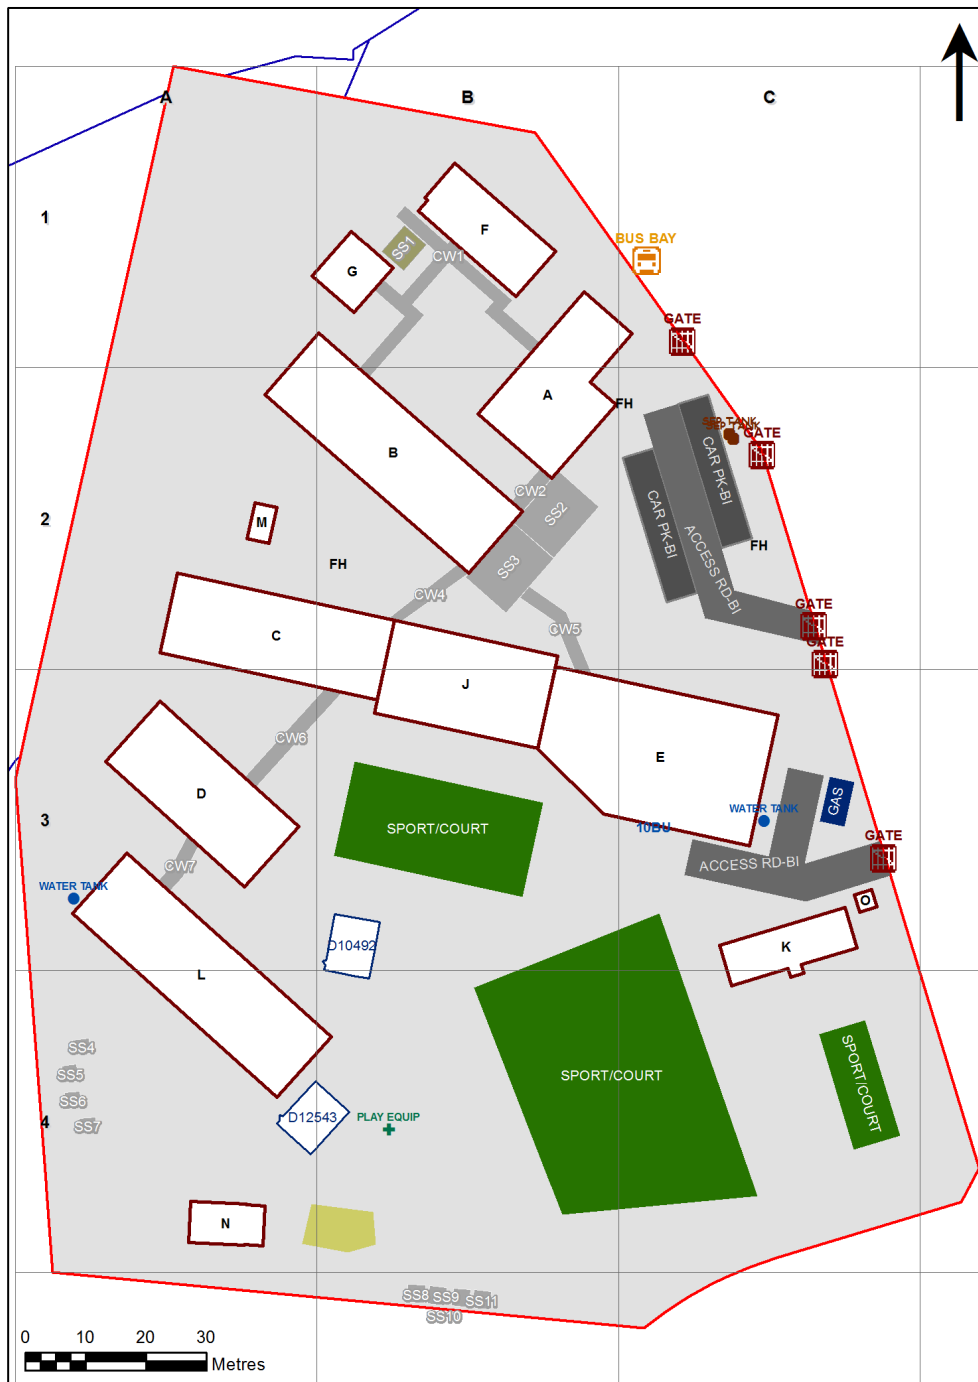 A
B
C
1
F
BUS BAY
SS1
CW1
G
GATE
A
FH
SEP TANK
SEP TANK
GATE
CAR PK-BI
B
CAR PK-BI
ACCESS RD-BI
CW2
SS2
2
M
FH
FH
SS3
CW4
GATE
CW5
C
GATE
J
CW6
E
D
GAS
WATER TANK
3
SPORT/COURT
10BU
GATE
ACCESS RD-BI
CW7
WATER TANK
O
D10492
K
L
SS4
SS5
SPORT/COURT
SPORT/COURT
SS6
4
SS7
D12543
PLAY EQUIP
N
SS8
SS9
SS11
SS10
0 10 20 30
Metres